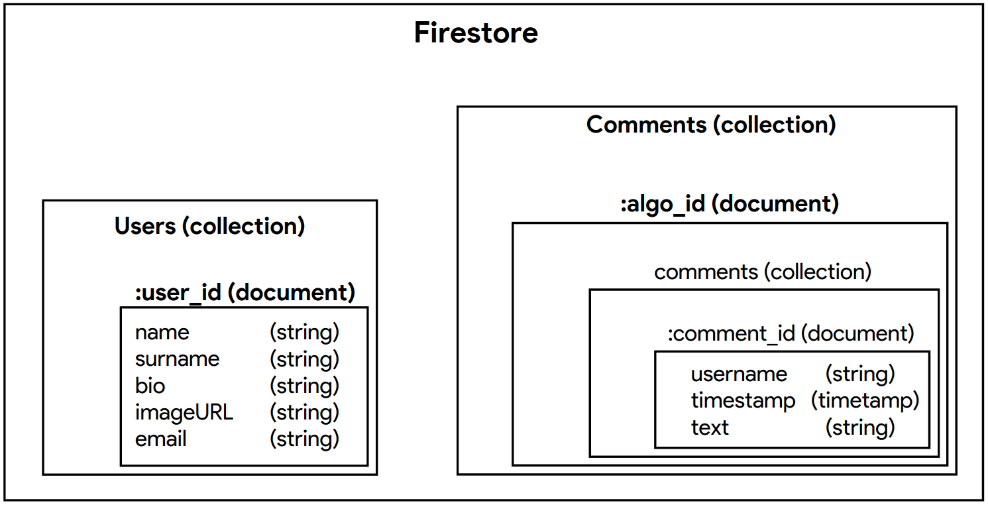 Firestore
Users (collection)
:user_id (document)
name (string)
surname (string)
bio (string)
imageURL (string)
email (string)
Comments (collection)
:algo_id (document)
comments (collection)
:comment_id (document)
username (string)
timestamp (timetamp)
text (string)